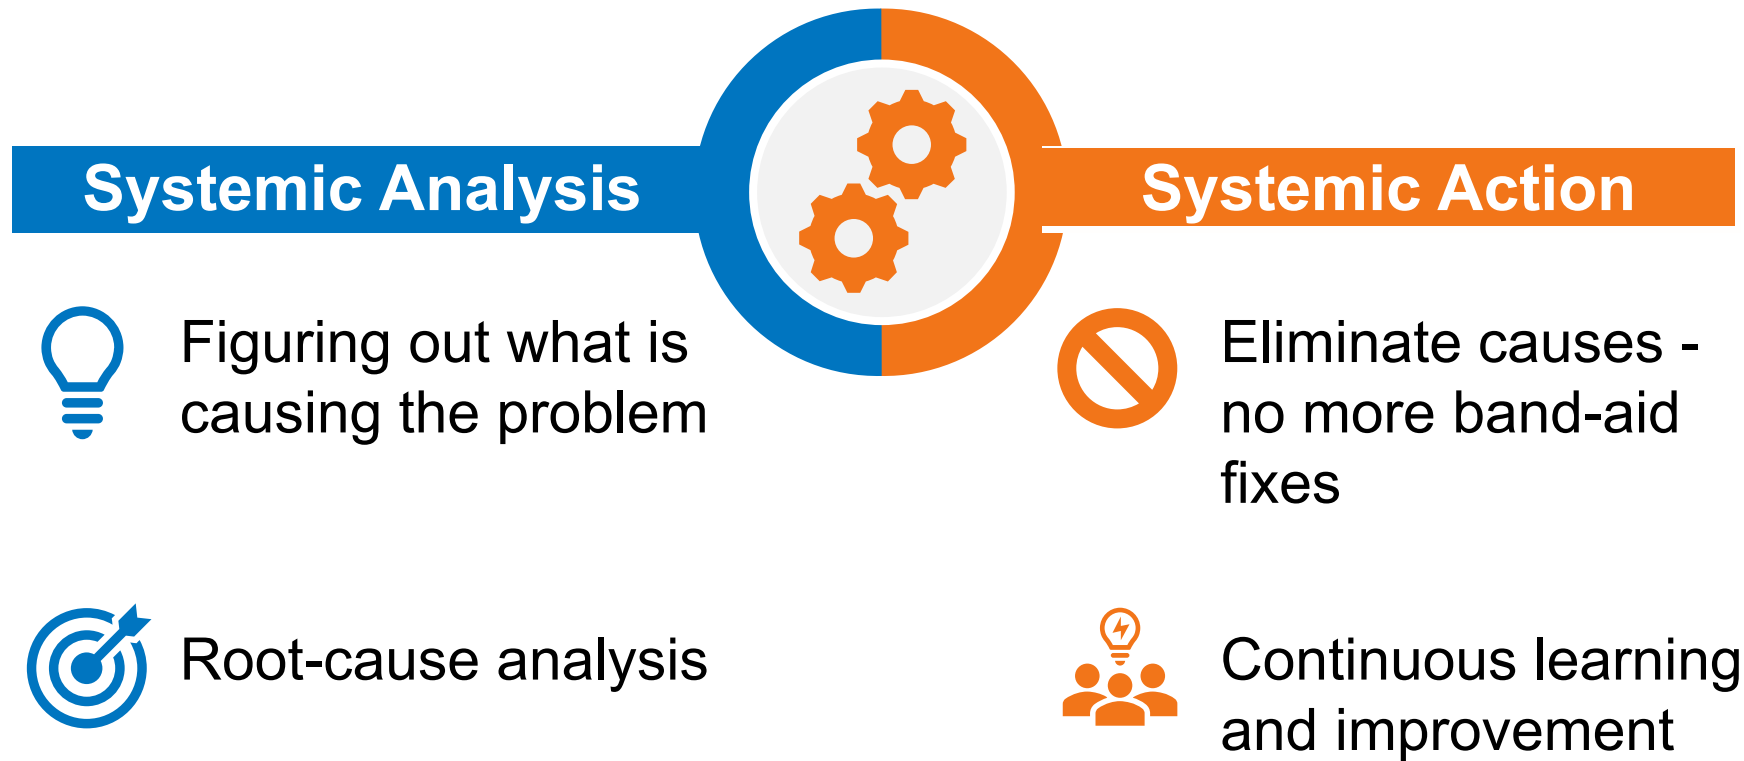 Systemic Analysis
Figuring out what is
causing the problem
Root-cause analysis
Systemic Action
Eliminate causes -
no more band-aid
fixes
Continuous learning
and improvement